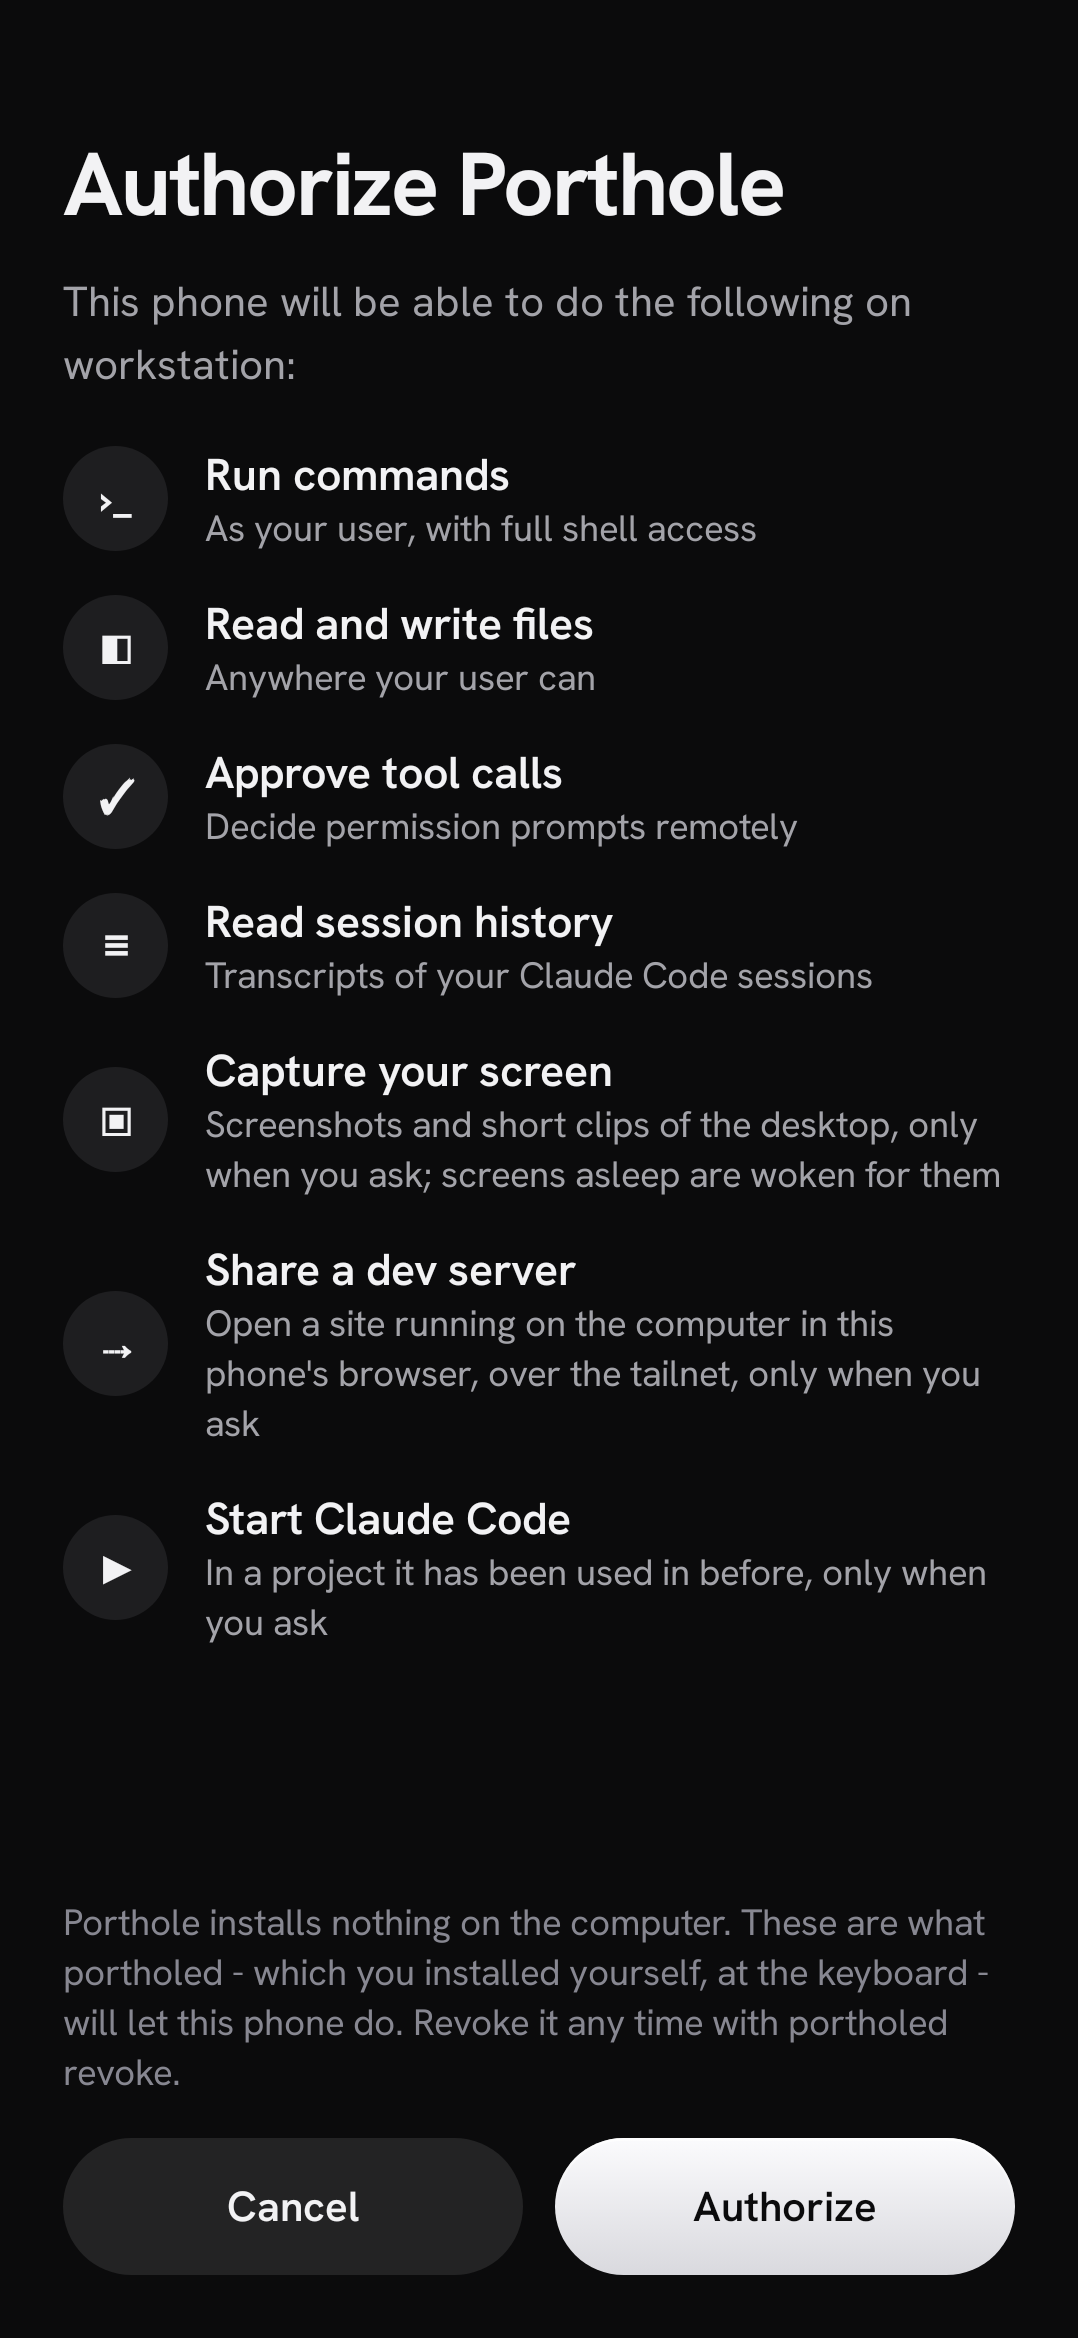 Authorize Porthole
This phone will be able to do the following on
workstation:
Run commands
As your user, with full shell access
Read and write files
Anywhere your user can
Approve tool calls
Decide permission prompts remotely
Read session history
Transcripts of your Claude Code sessions
Capture your screen
Screenshots and short clips of the desktop, only
when you ask; screens asleep are woken for them
Share a dev server
Open a site running on the computer in this
phone's browser, over the tailnet, only when you
ask
Start Claude Code
In a project it has been used in before, only when
you ask
Porthole installs nothing on the computer. These are what
portholed - which you installed yourself, at the keyboard -
will let this phone do. Revoke it any time with portholed
revoke.
Cancel
Authorize